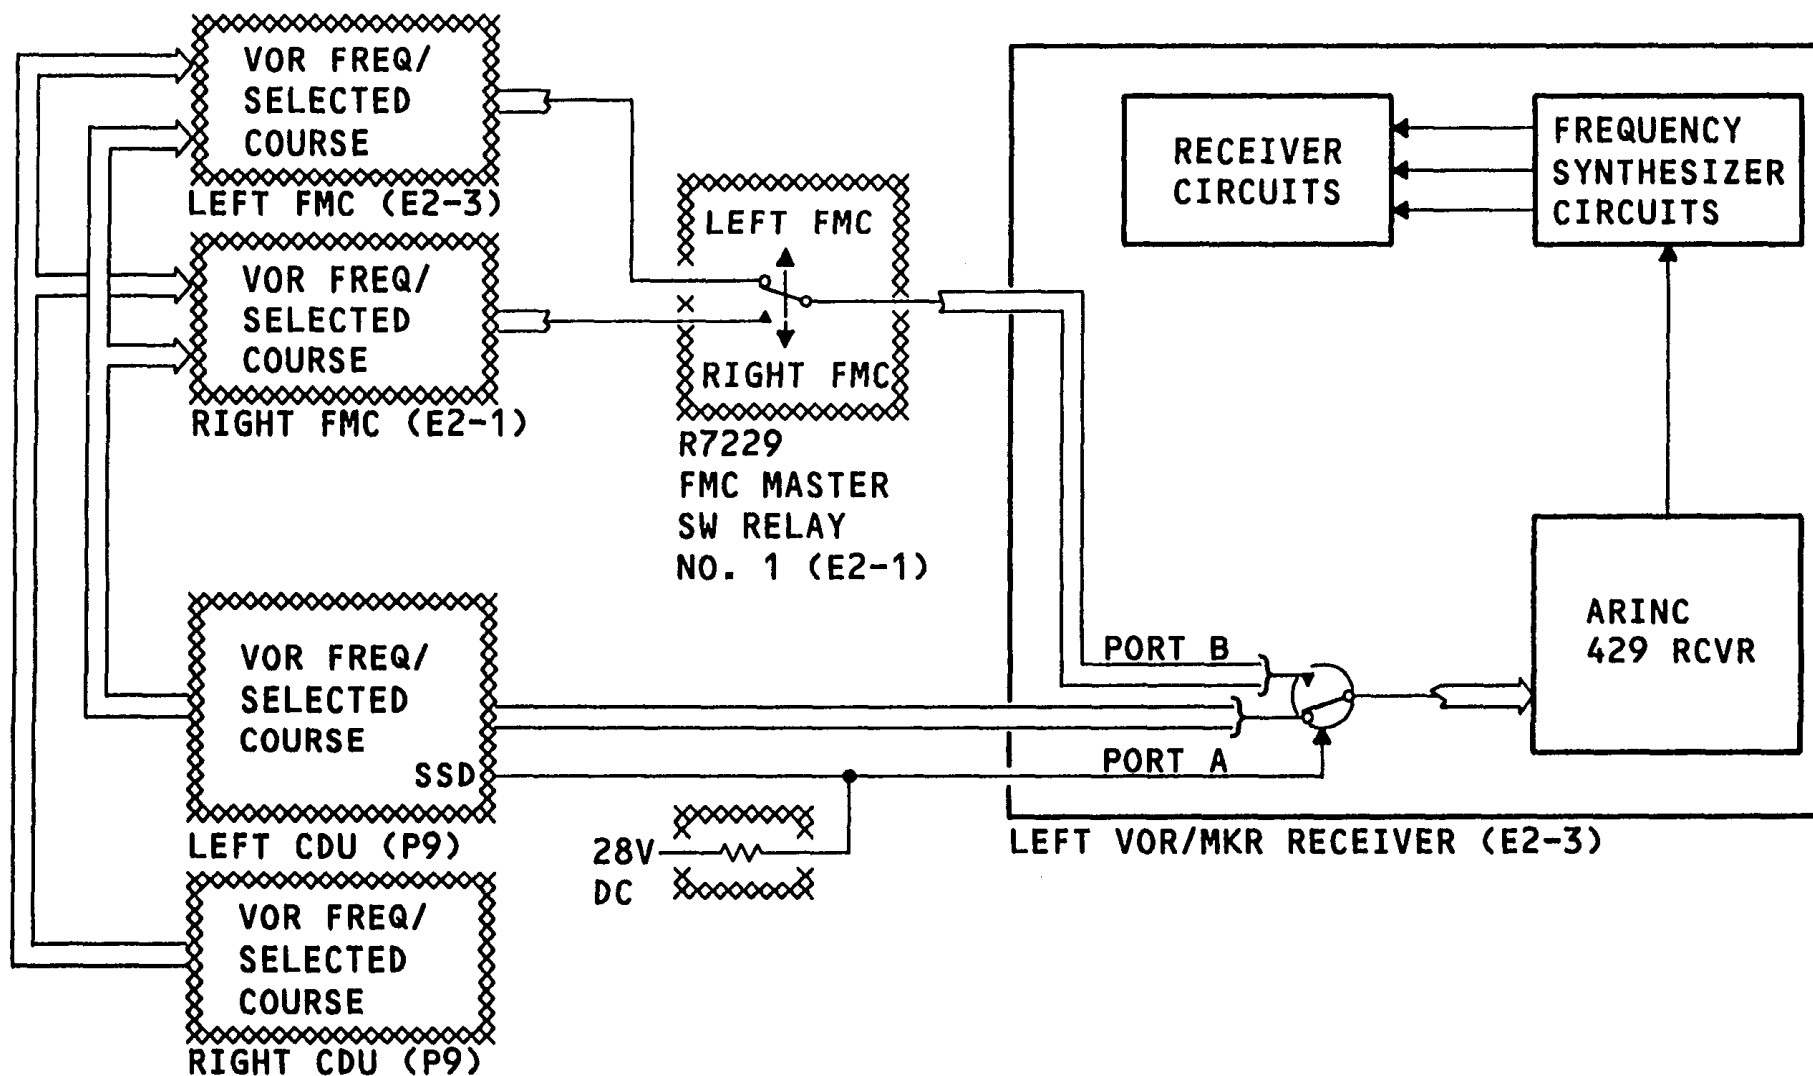 VOR FREQ/
SELECTED
COURSE
LEFT FMC (E2-3)
VOR FREQ/
SELECTED
COURSE
RIGHT FMC (E2-1)
LEFT FMC
RIGHT FMC
R7229
FMC MASTER
SW RELAY
NO. 1 (E2-1)
RECEIVER
CIRCUITS
FREQUENCY
SYNTHESIZER
CIRCUITS
ARINC
429 RCVR
PORT B
PORT A
LEFT VOR/MKR RECEIVER (E2-3)
VOR FREQ/
SELECTED
COURSE
SSD
LEFT CDU (P9)
28V
DC
VOR FREQ/
SELECTED
COURSE
RIGHT CDU (P9)